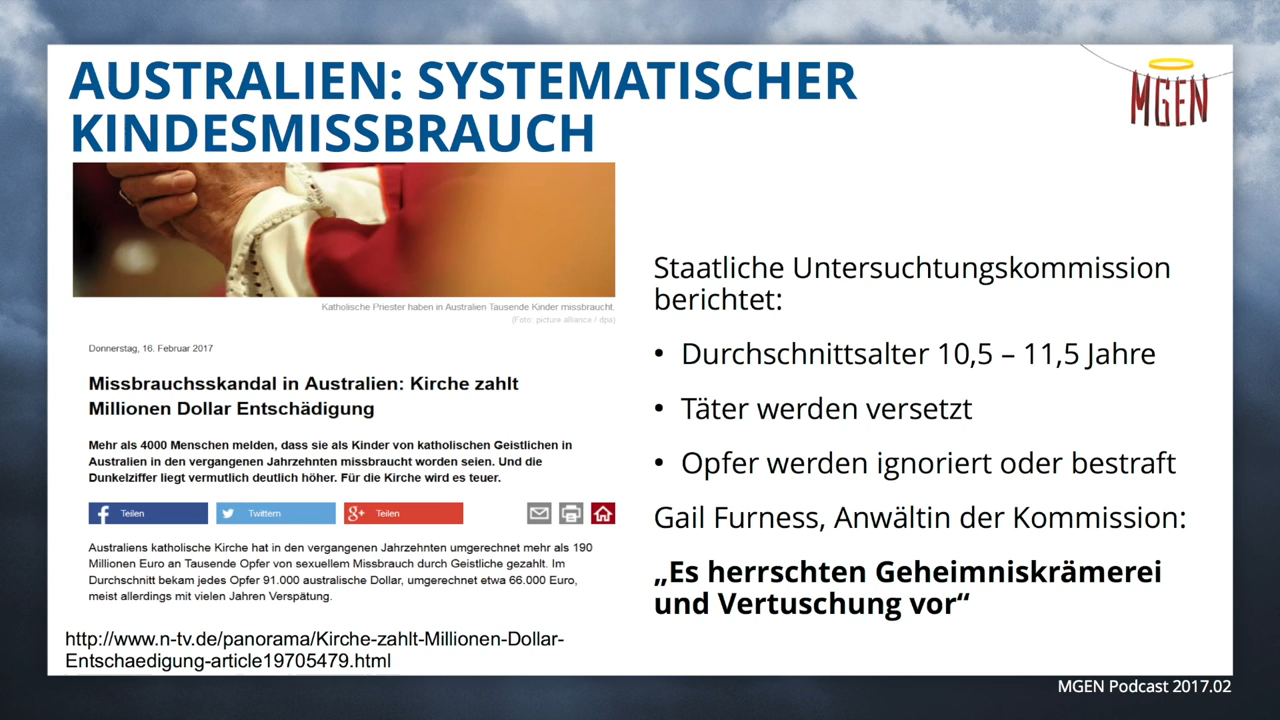 AUSTRALIEN: SYSTEMATISCHER
KINDESMISSBRAUCH
MGEN
Katholische Priester haben in Australien Tausende Kinder missbraucht.
(Foto: picture alliance / dpa)
Donnerstag, 16. Februar 2017
Missbrauchsskandal in Australien: Kirche zahlt
Millionen Dollar Entschädigung
Mehr als 4000 Menschen melden, dass sie als Kinder von katholischen Geistlichen in
Australien in den vergangenen Jahrzehnten missbraucht worden seien. Und die
Dunkelziffer liegt vermutlich deutlich höher. Für die Kirche wird es teuer.
f Teilen Twittern g+ Teilen
Australiens katholische Kirche hat in den vergangenen Jahrzehnten umgerechnet mehr als 190
Millionen Euro an Tausende Opfer von sexuellem Missbrauch durch Geistliche gezahlt. Im
Durchschnitt bekam jedes Opfer 91.000 australische Dollar, umgerechnet etwa 66.000 Euro,
meist allerdings mit vielen Jahren Verspätung.
http://www.n-tv.de/panorama/Kirche-zahlt-Millionen-Dollar-
Entschaedigung-article19705479.html
Staatliche Untersuchtungskommission
berichtet:
• Durchschnittsalter 10,5 – 11,5 Jahre
• Täter werden versetzt
• Opfer werden ignoriert oder bestraft
Gail Furness, Anwältin der Kommission:
„Es herrschten Geheimniskrämerei
und Vertuschung vor“
MGEN Podcast 2017.02